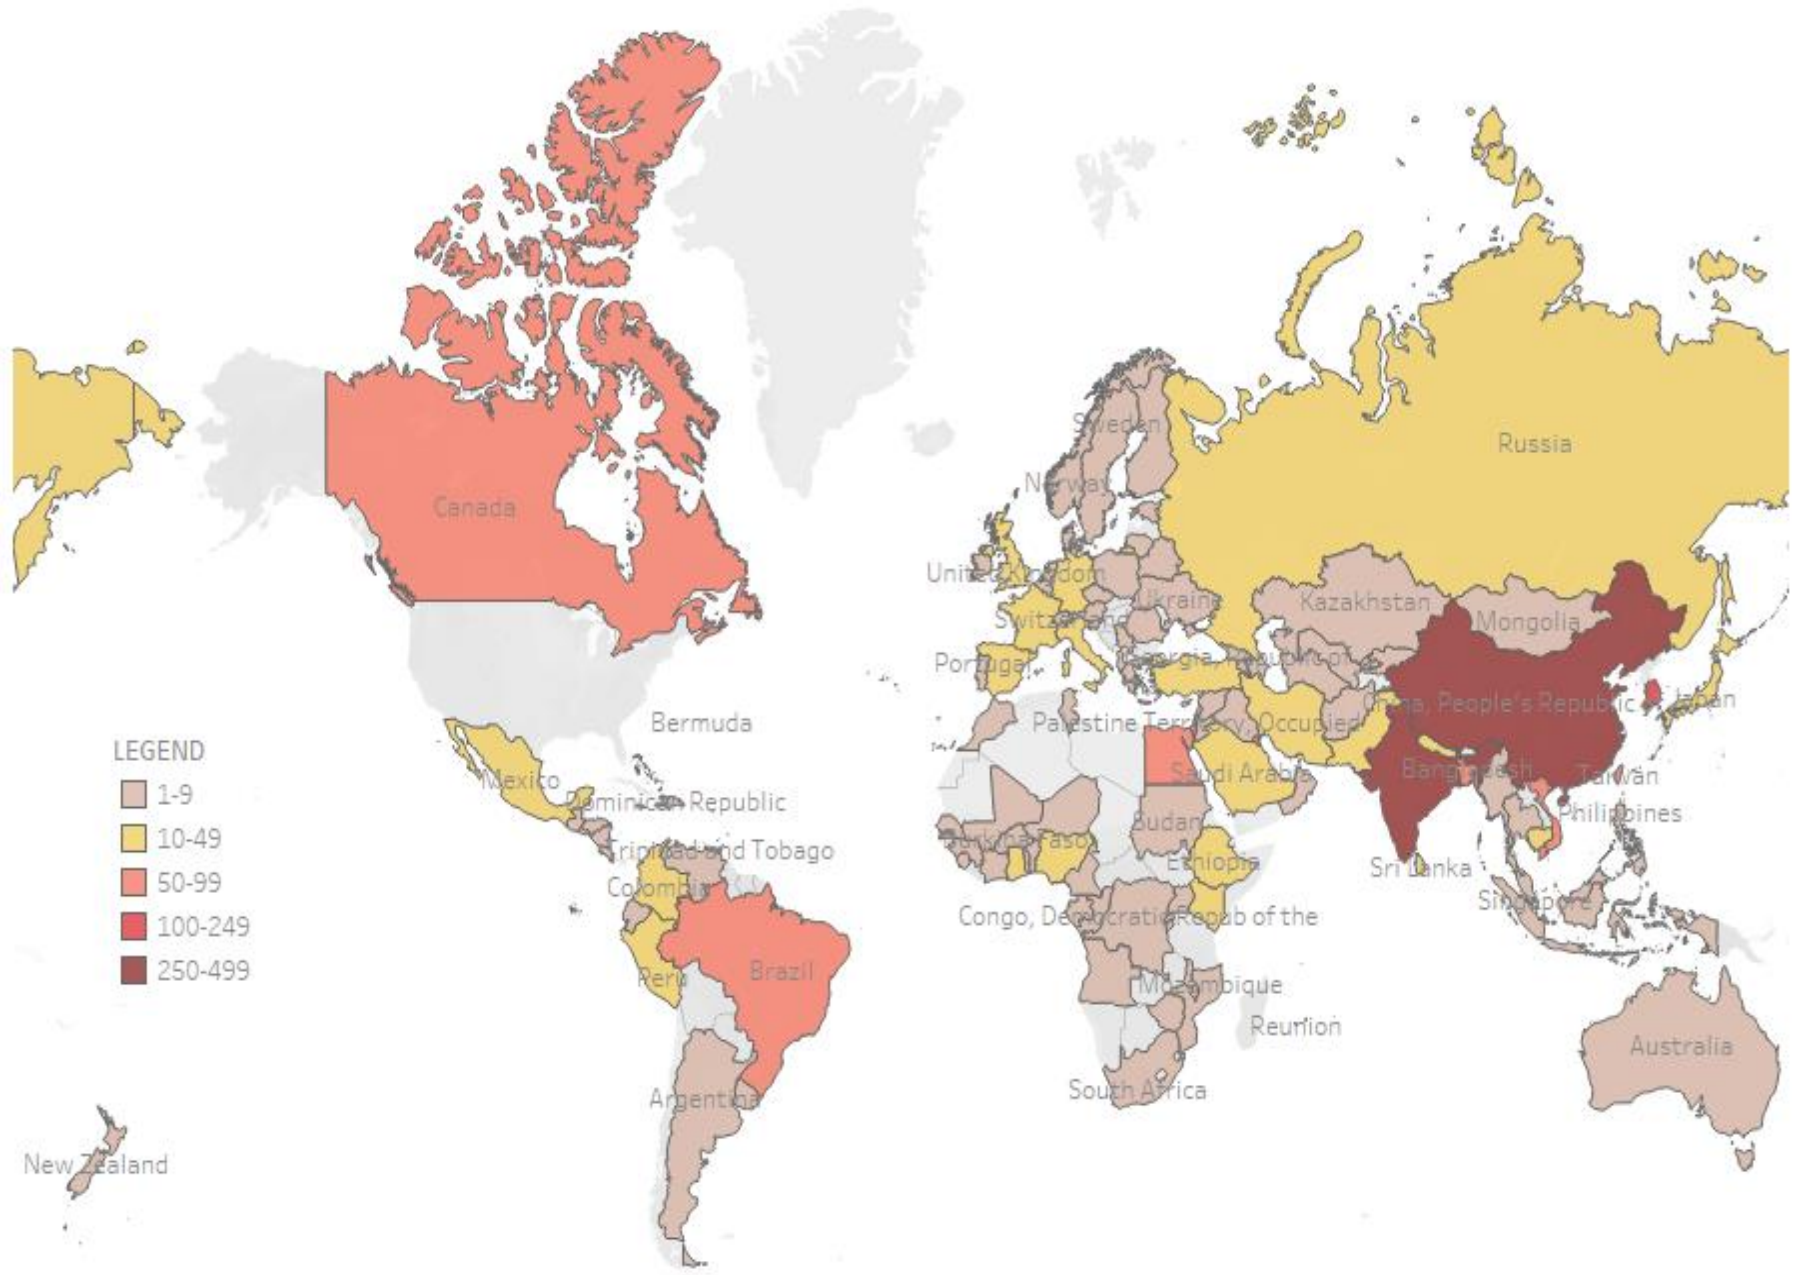 Sweden
Russia
Norway
Canada
United Kingdom
Ukraine
Kazakhstan
Mongolia
Switzerland
Portugal
Georgia, Republic of
China, People's Republic
Japan
Bermuda
Palestine Territory, Occupied
LEGEND
1-9
10-49
50-99
100-249
250-499
Mexico
Saudi Arabia
Bangladesh
Taiwan
Dominican Republic
Philippines
Sudan
Burkina Faso
Trinidad and Tobago
Ethiopia
Sri Lanka
Colombia
Singapore
Congo, Democratic Repub of the
Brazil
Peru
Mozambique
Reunion
Australia
South Africa
Argentina
New Zealand